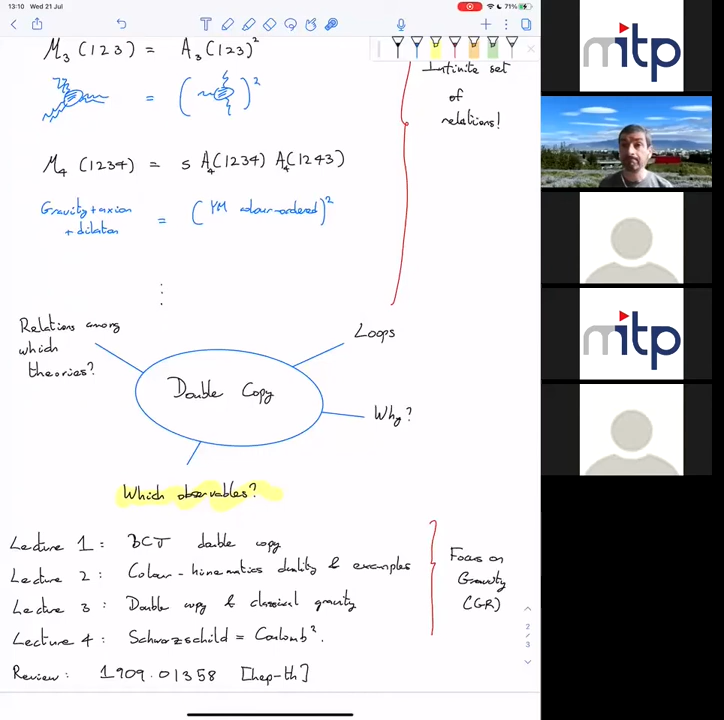 13:10 Wed 21 Jul
71%
M₃ (123) = A₃ (123)²
= ( )²
Infinite set
of
relations!
M₄ (1234) = s A₄(1234) A₄(1243)
Gravity + axion
+ dilaton
= (YM colour-ordered)²
⋮
Relations among
which
theories?
Loops
Double Copy
Why?
Which observables?
Lecture 1: BCJ double copy
Lecture 2: Colour-kinematics duality & examples
Lecture 3: Double copy & classical gravity
Lecture 4: Schwarzschild = Coulomb².
Focus on
Gravity
(GR)
Review: 1909.01358 [hep-th]
2
3
mitp
mitp